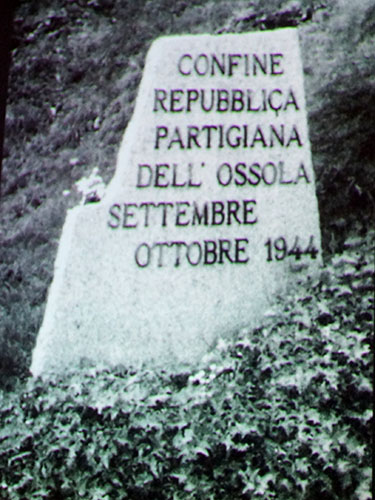 CONFINE
REPUBBLICA
PARTIGIANA
DELL' OSSOLA
SETTEMBRE
OTTOBRE 1944